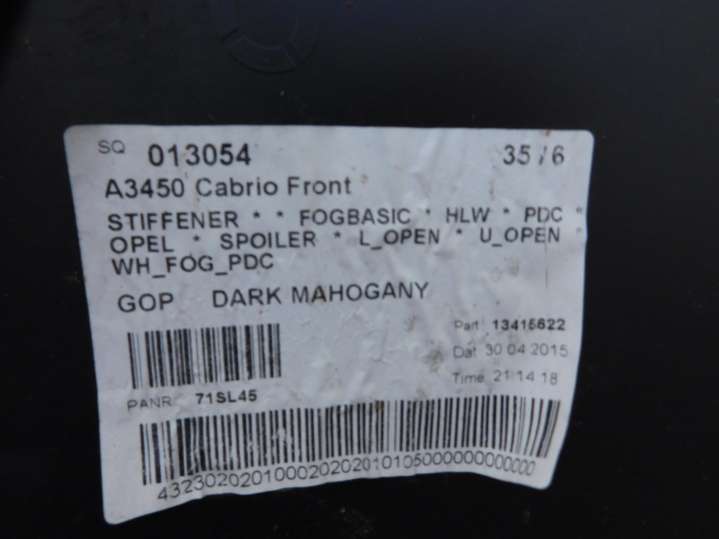 SQ 013054 35/6
A3450 Cabrio Front
STIFFENER * * FOGBASIC * HLW * PDC *
OPEL * SPOILER * L_OPEN * U_OPEN *
WH_FOG_PDC
GOP DARK MAHOGANY
Part: 13415622
Dat: 30.04.2015
Time: 21:14:18
PANR: 71SL45
432302020100020202010105000000000000